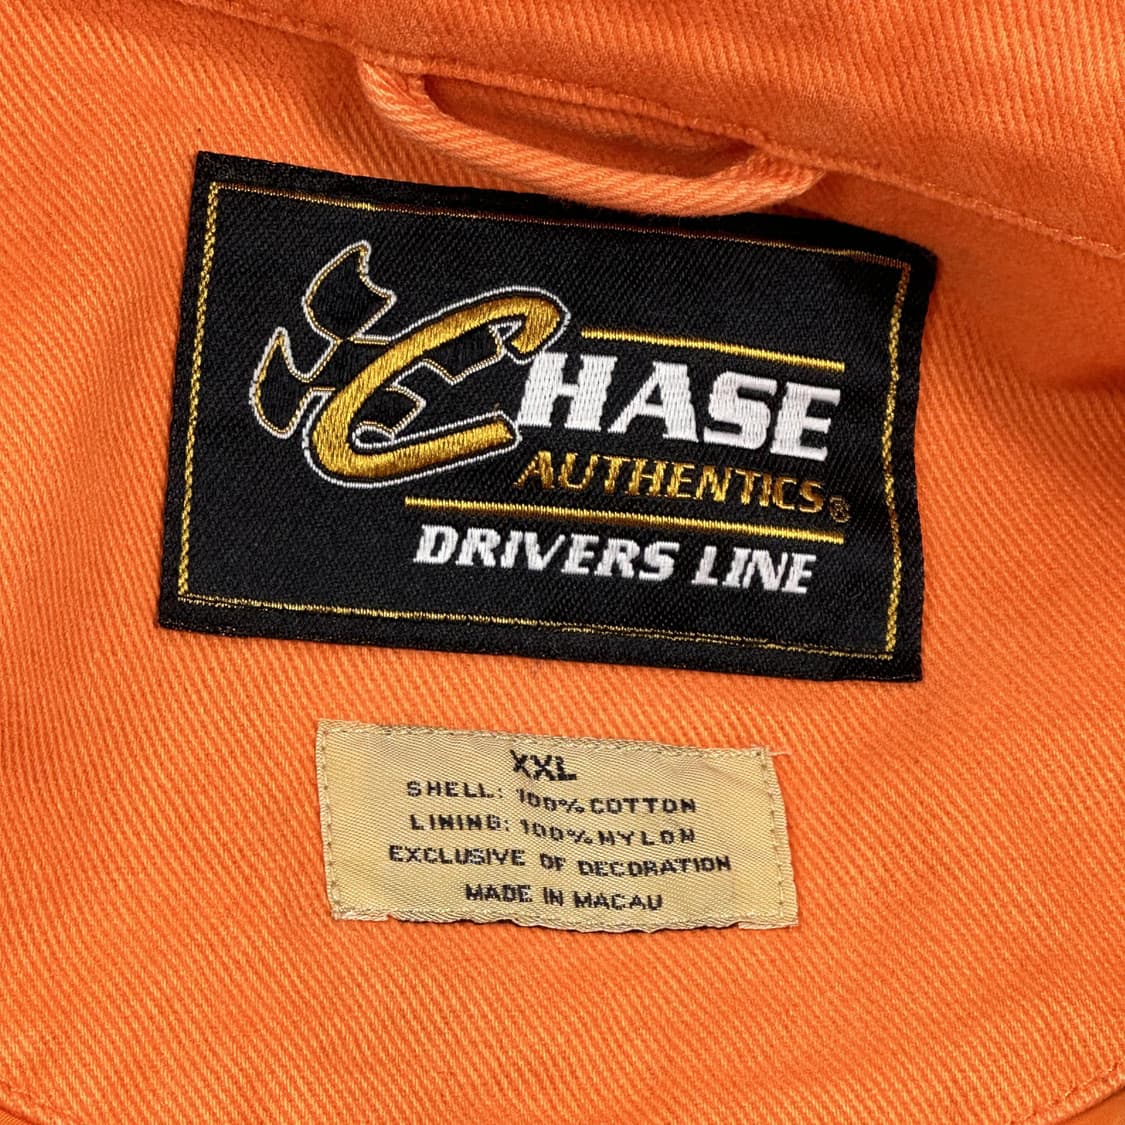 CHASE
AUTHENTICS®
DRIVERS LINE
XXL
SHELL: 100% COTTON
LINING: 100% NYLON
EXCLUSIVE OF DECORATION
MADE IN MACAU